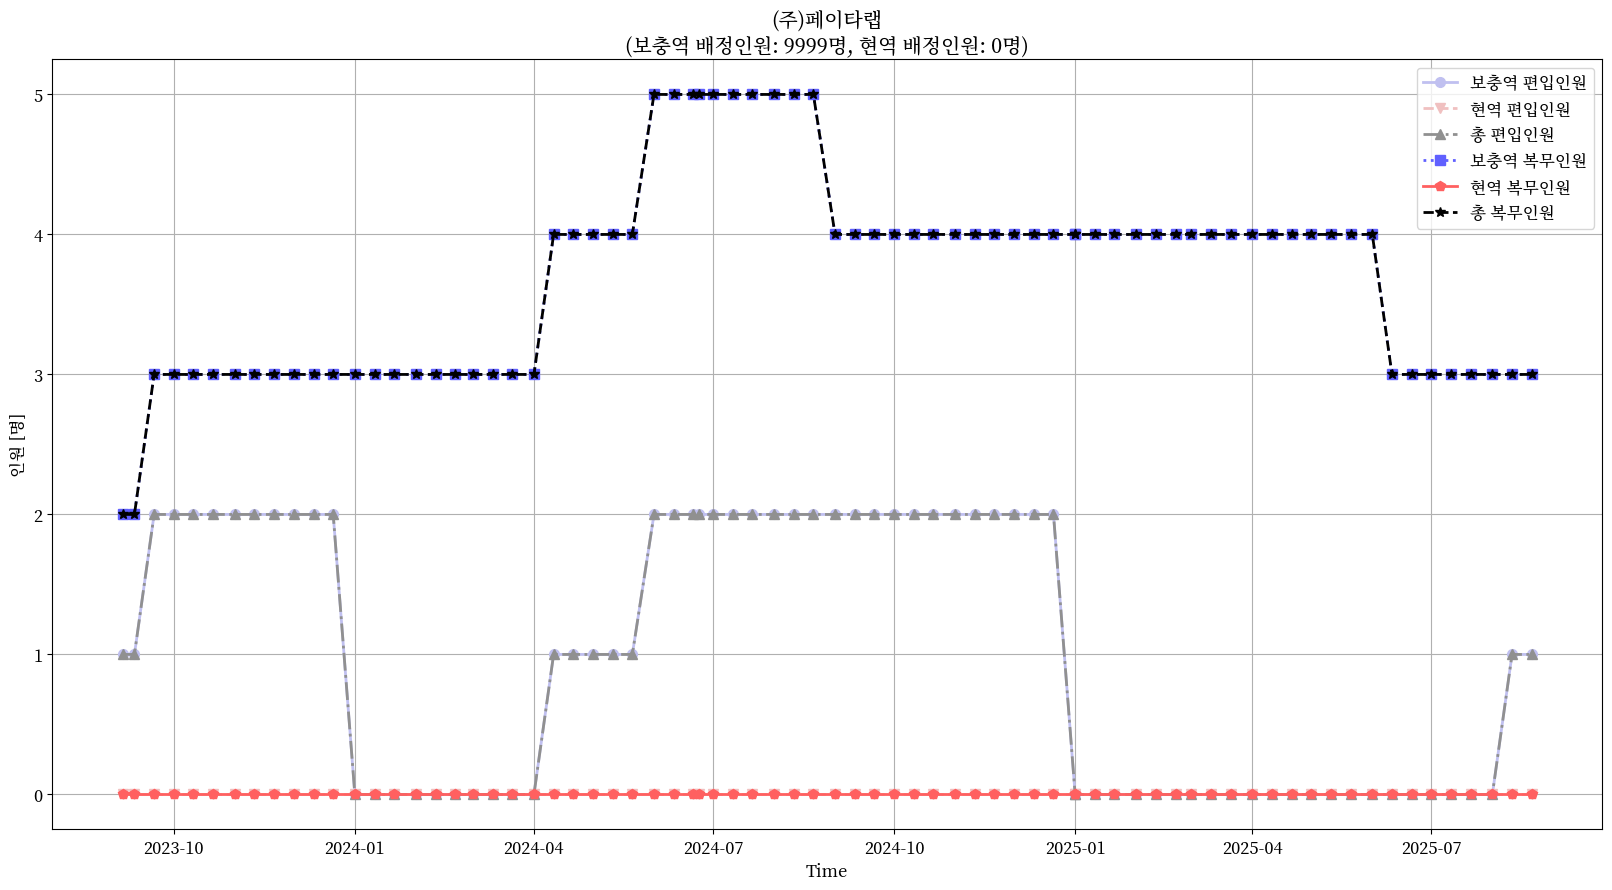 (주)페이타랩
(보충역 배정인원: 9999명, 현역 배정인원: 0명)
보충역 편입인원
현역 편입인원
총 편입인원
보충역 복무인원
현역 복무인원
총 복무인원
인원 [명]
5
4
3
2
1
0
2023-10
2024-01
2024-04
2024-07
2024-10
2025-01
2025-04
2025-07
Time